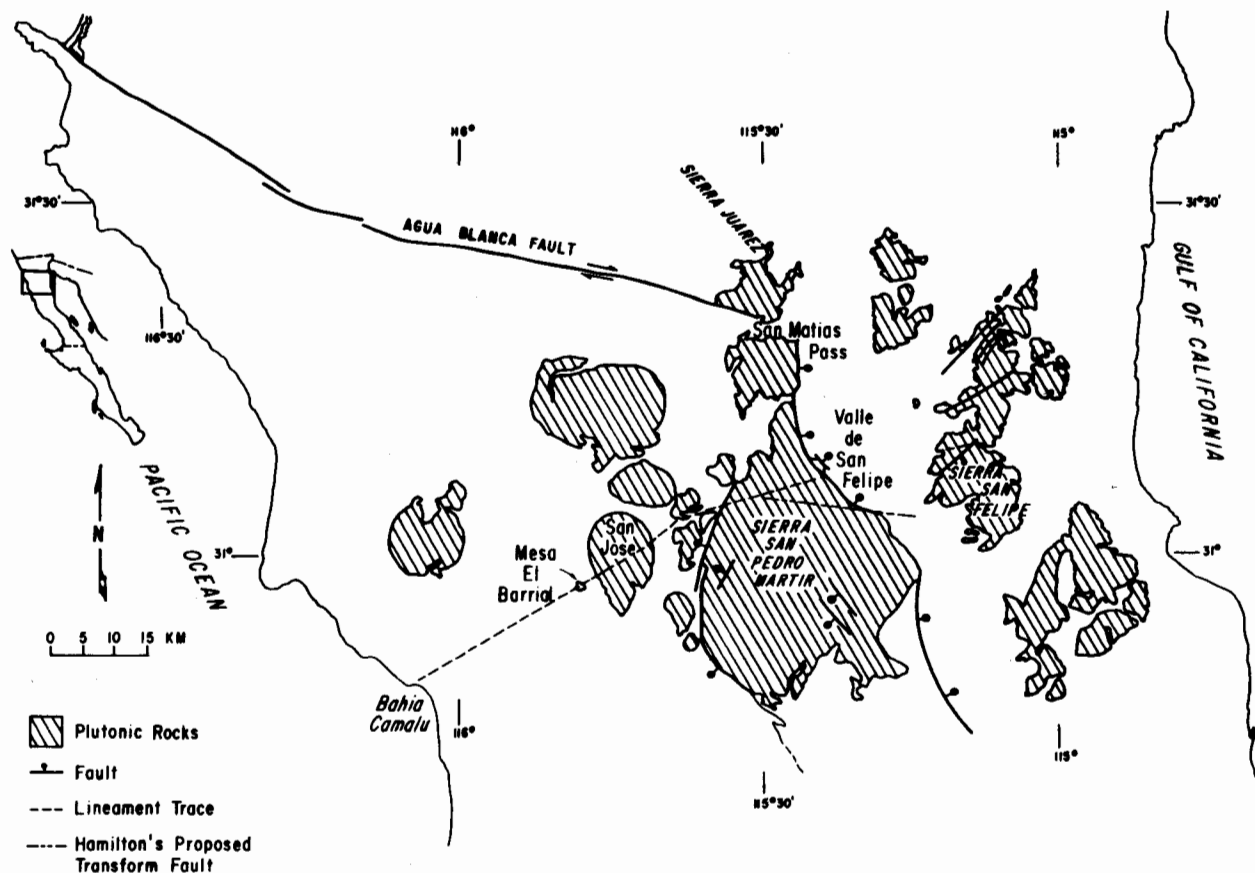 116°
115°30'
115°
31°30'
31°30'
SIERRA JUAREZ
AGUA BLANCA FAULT
GULF OF CALIFORNIA
116°30'
San Matias
Pass
Valle
de
San
Felipe
PACIFIC OCEAN
N
SIERRA
SAN
FELIPE
San
Jose
SIERRA
SAN
PEDRO
MARTIR
31°
31°
Mesa
El
Barrial
0 5 10 15 KM
Bahia
Camalu
116°
115°
115°30'
Plutonic Rocks
Fault
Lineament Trace
Hamilton's Proposed
Transform Fault